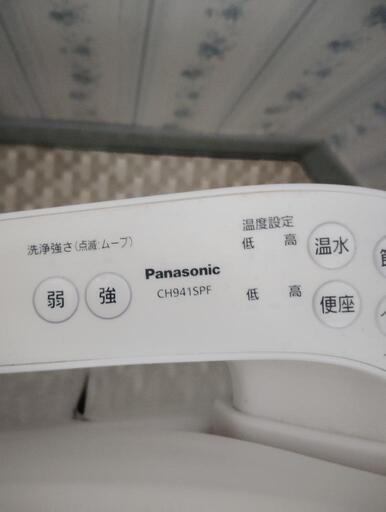 洗浄強さ(点滅:ムーブ)
弱 強
Panasonic
CH941SPF
温度設定
低 高 温水
低 高 便座